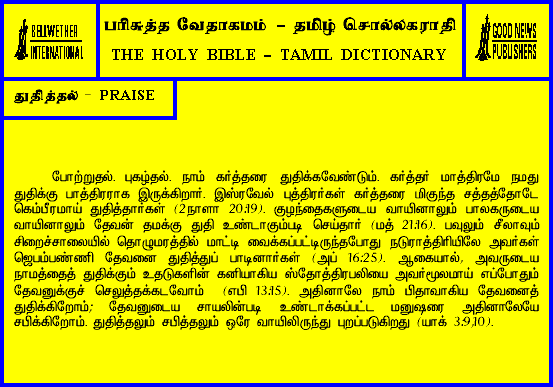 BELLWETHER
INTERNATIONAL
பரிசுத்த வேதாகமம் - தமிழ் சொல்லகராதி
THE HOLY BIBLE - TAMIL DICTIONARY
GOOD NEWS
PUBLISHERS
துதித்தல் - PRAISE
போற்றுதல். புகழ்தல். நாம் கர்த்தரை துதிக்கவேண்டும். கர்த்தர் மாத்திரமே நமது
துதிக்கு பாத்திரராக இருக்கிறார். இஸ்ரவேல் புத்திரர்கள் கர்த்தரை மிகுந்த சத்தத்தோடே
கெம்பீரமாய் துதித்தார்கள் (2நாளா 20,19). குழந்தைகளுடைய வாயினாலும் பாலகருடைய
வாயினாலும் தேவன் தமக்கு துதி உண்டாகும்படி செய்தார் (மத் 21:16). பவுலும் சீலாவும்
சிறைச்சாலையில் தொழுமரத்தில் மாட்டி வைக்கப்பட்டிருந்தபோது நடுராத்திரியிலே அவர்கள்
ஜெபம்பண்ணி தேவனை துதித்துப் பாடினார்கள் (அப் 16:25). ஆகையால், அவருடைய
நாமத்தைத் துதிக்கும் உதடுகளின் கனியாகிய ஸ்தோத்திரபலியை அவர்மூலமாய் எப்போதும்
தேவனுக்குச் செலுத்தக்கடவோம் (எபி 13:15). அதினாலே நாம் பிதாவாகிய தேவனைத்
துதிக்கிறோம்; தேவனுடைய சாயலின்படி உண்டாக்கப்பட்ட மனுஷரை அதினாலேயே
சபிக்கிறோம். துதித்தலும் சபித்தலும் ஒரே வாயிலிருந்து புறப்படுகிறது (யாக் 3:9,10).